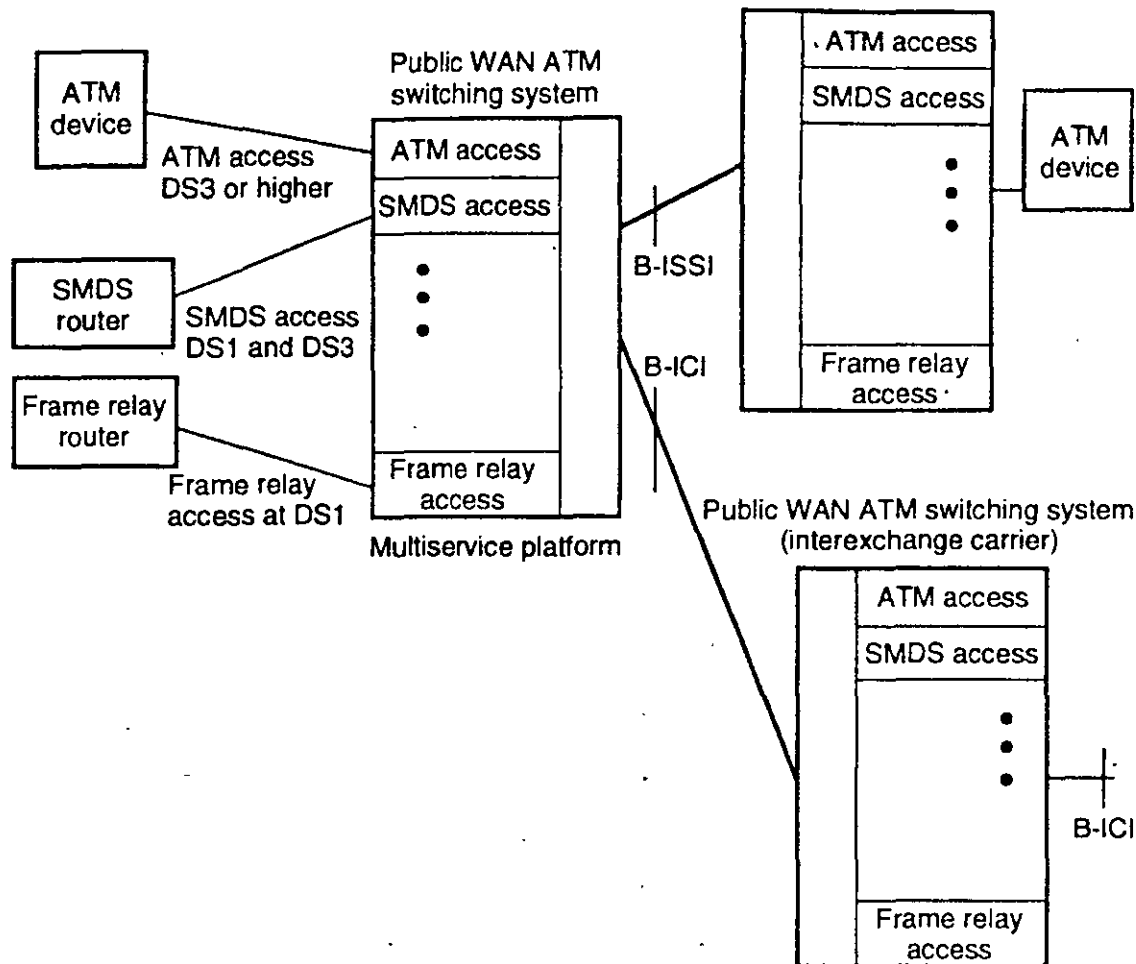 ATM
device
ATM access
DS3 or higher
SMDS
router
SMDS access
DS1 and DS3
Frame relay
router
Frame relay
access at DS1
Public WAN ATM
switching system
ATM access
SMDS access
Frame relay
access
Multiservice platform
B-ISSI
B-ICI
ATM access
SMDS access
Frame relay
access
ATM
device
Public WAN ATM switching system
(interexchange carrier)
ATM access
SMDS access
Frame relay
access
B-ICI